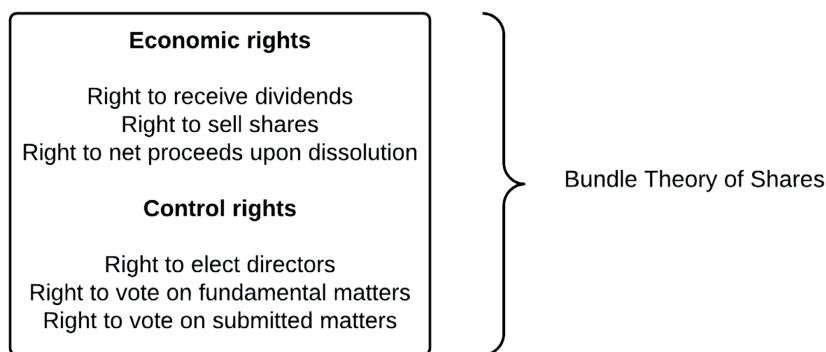 Economic rights
Right to receive dividends
Right to sell shares
Right to net proceeds upon dissolution
Control rights
Right to elect directors
Right to vote on fundamental matters
Right to vote on submitted matters
Bundle Theory of Shares